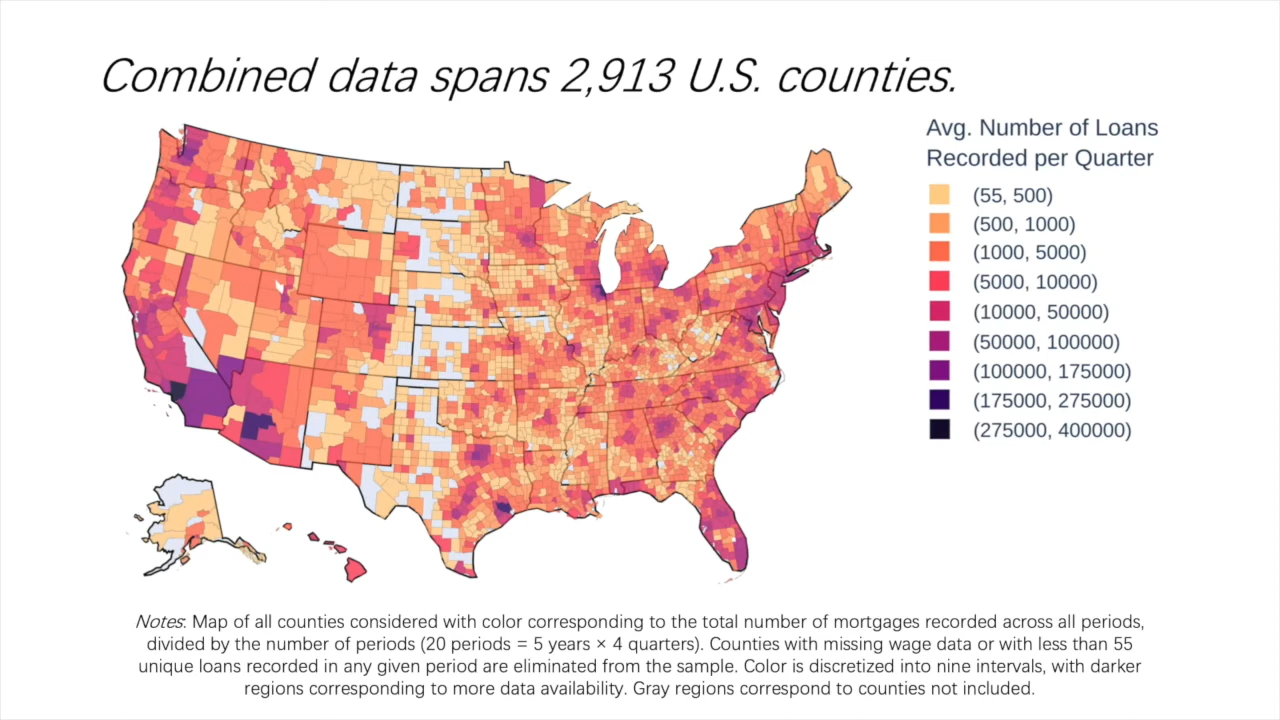 Combined data spans 2,913 U.S. counties.
Avg. Number of Loans
Recorded per Quarter
(55, 500)
(500, 1000)
(1000, 5000)
(5000, 10000)
(10000, 50000)
(50000, 100000)
(100000, 175000)
(175000, 275000)
(275000, 400000)
Notes: Map of all counties considered with color corresponding to the total number of mortgages recorded across all periods,
divided by the number of periods (20 periods = 5 years × 4 quarters). Counties with missing wage data or with less than 55
unique loans recorded in any given period are eliminated from the sample. Color is discretized into nine intervals, with darker
regions corresponding to more data availability. Gray regions correspond to counties not included.